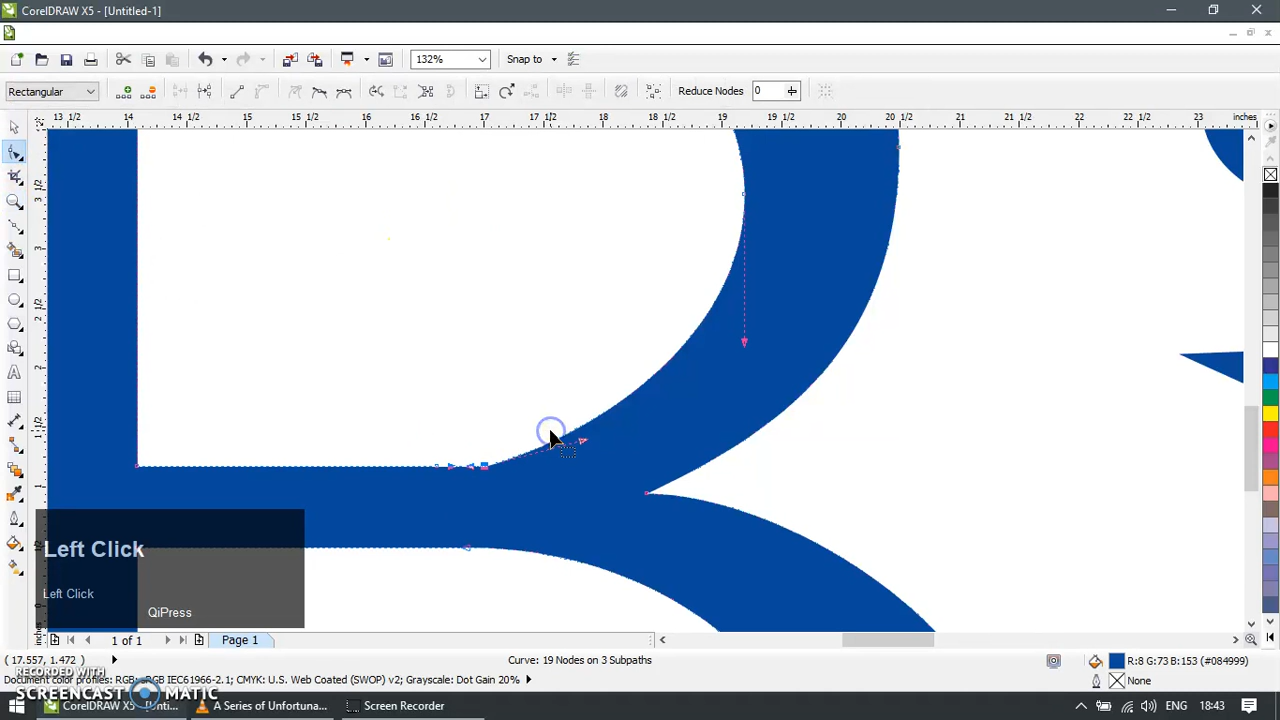 CorelDRAW X5 - [Untitled-1]
132%
Snap to
Rectangular
Reduce Nodes
0
13 1/2 14 14 1/2 15 15 1/2 16 16 1/2 17 17 1/2 18 18 1/2 19 19 1/2 20 20 1/2 21 21 1/2 22 22 1/2 23 inches
Left Click
Left Click
QiPress
1 of 1
Page 1
( 17.557, 1.472 )
Curve: 19 Nodes on 3 Subpaths
R:8 G:73 B:153 (#084999)
Document color profiles: RGB: sRGB IEC61966-2.1; CMYK: U.S. Web Coated (SWOP) v2; Grayscale: Dot Gain 20%
None
RECORDED WITH
SCREENCAST MATIC
CorelDRAW X5 - [Unti...
A Series of Unfortuna...
Screen Recorder
18:43